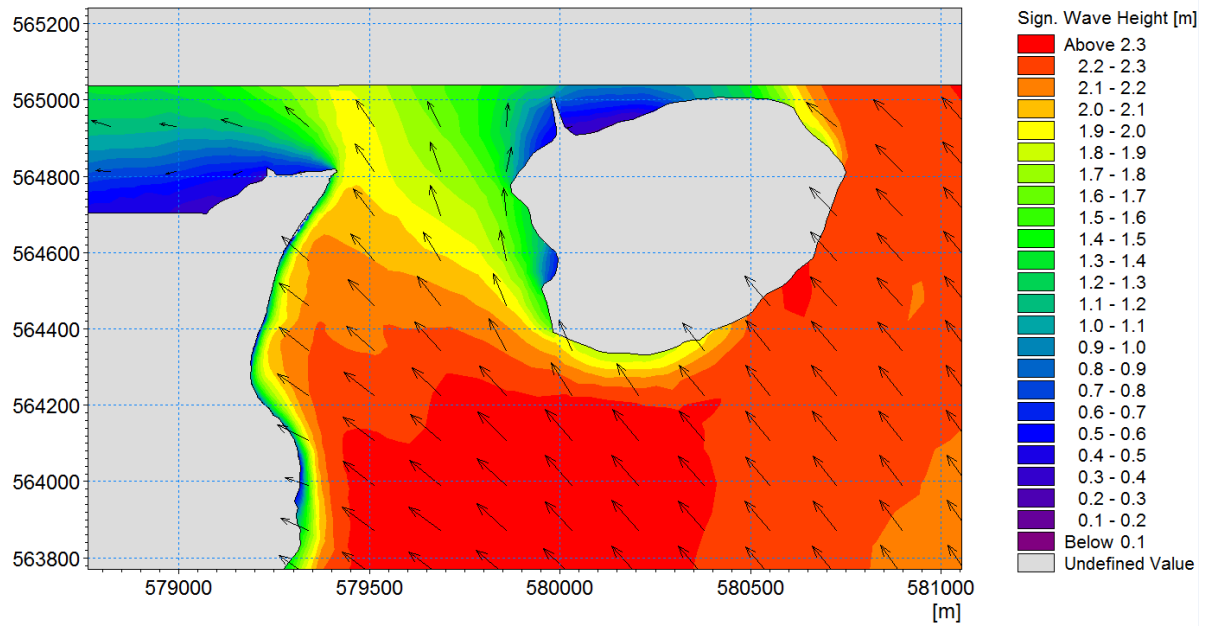 565200
565000
564800
564600
564400
564200
564000
563800
579000 579500 580000 580500 581000
[m]
Sign. Wave Height [m]
Above 2.3
2.2 - 2.3
2.1 - 2.2
2.0 - 2.1
1.9 - 2.0
1.8 - 1.9
1.7 - 1.8
1.6 - 1.7
1.5 - 1.6
1.4 - 1.5
1.3 - 1.4
1.2 - 1.3
1.1 - 1.2
1.0 - 1.1
0.9 - 1.0
0.8 - 0.9
0.7 - 0.8
0.6 - 0.7
0.5 - 0.6
0.4 - 0.5
0.3 - 0.4
0.2 - 0.3
0.1 - 0.2
Below 0.1
Undefined Value